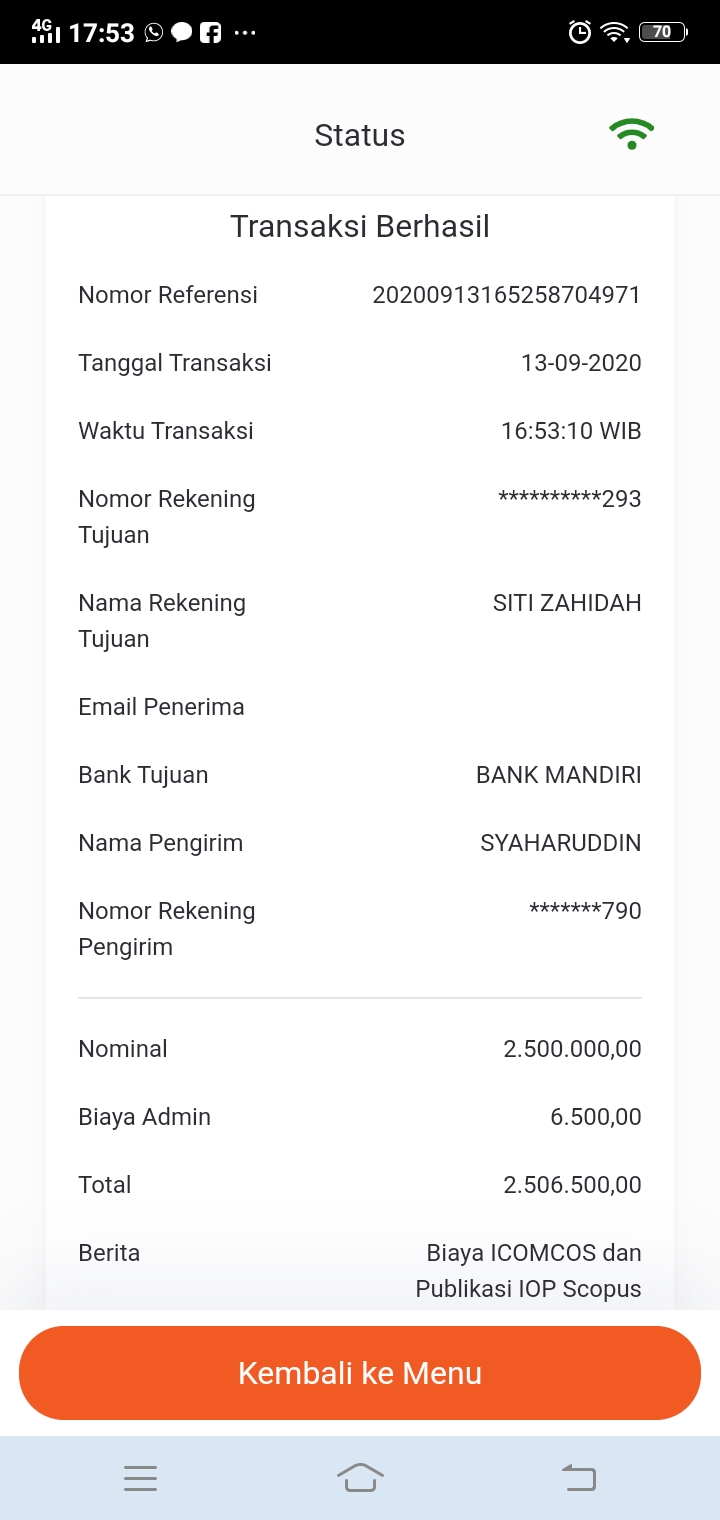 4G 17:53 70
Status
Transaksi Berhasil
Nomor Referensi 20200913165258704971
Tanggal Transaksi 13-09-2020
Waktu Transaksi 16:53:10 WIB
Nomor Rekening **********293
Tujuan
Nama Rekening SITI ZAHIDAH
Tujuan
Email Penerima
Bank Tujuan BANK MANDIRI
Nama Pengirim SYAHARUDDIN
Nomor Rekening *******790
Pengirim
Nominal 2.500.000,00
Biaya Admin 6.500,00
Total 2.506.500,00
Berita Biaya ICOMCOS dan
Publikasi IOP Scopus
Kembali ke Menu